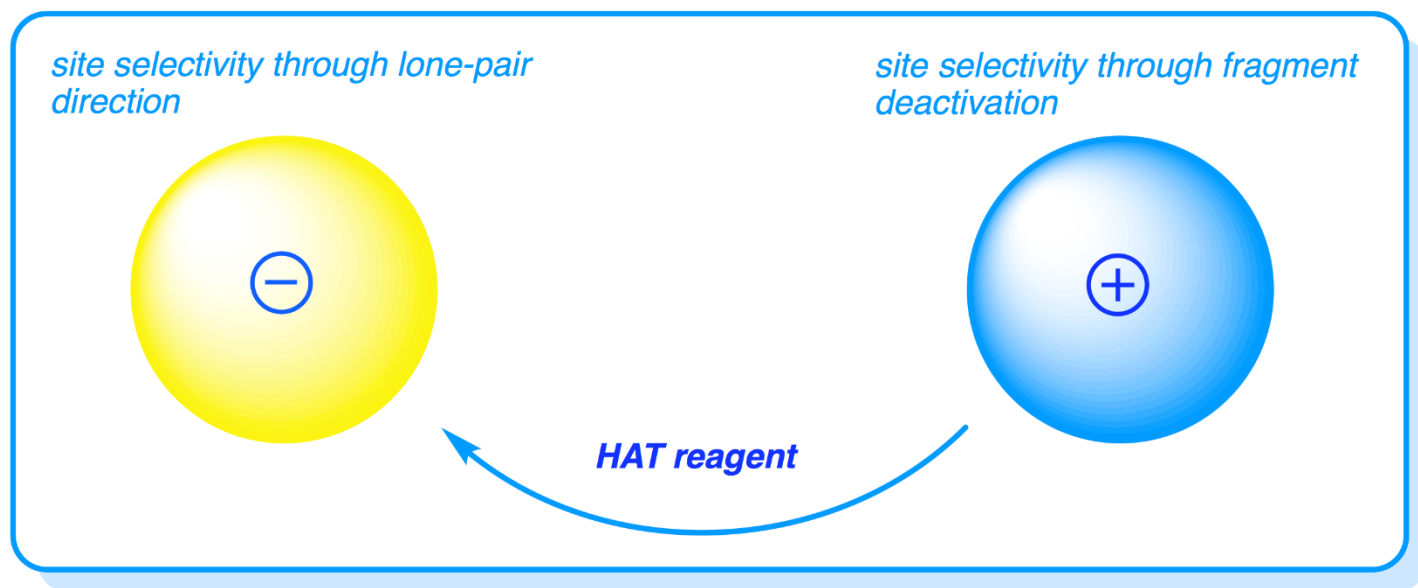 site selectivity through lone-pair
direction
site selectivity through fragment
deactivation
−
+
HAT reagent